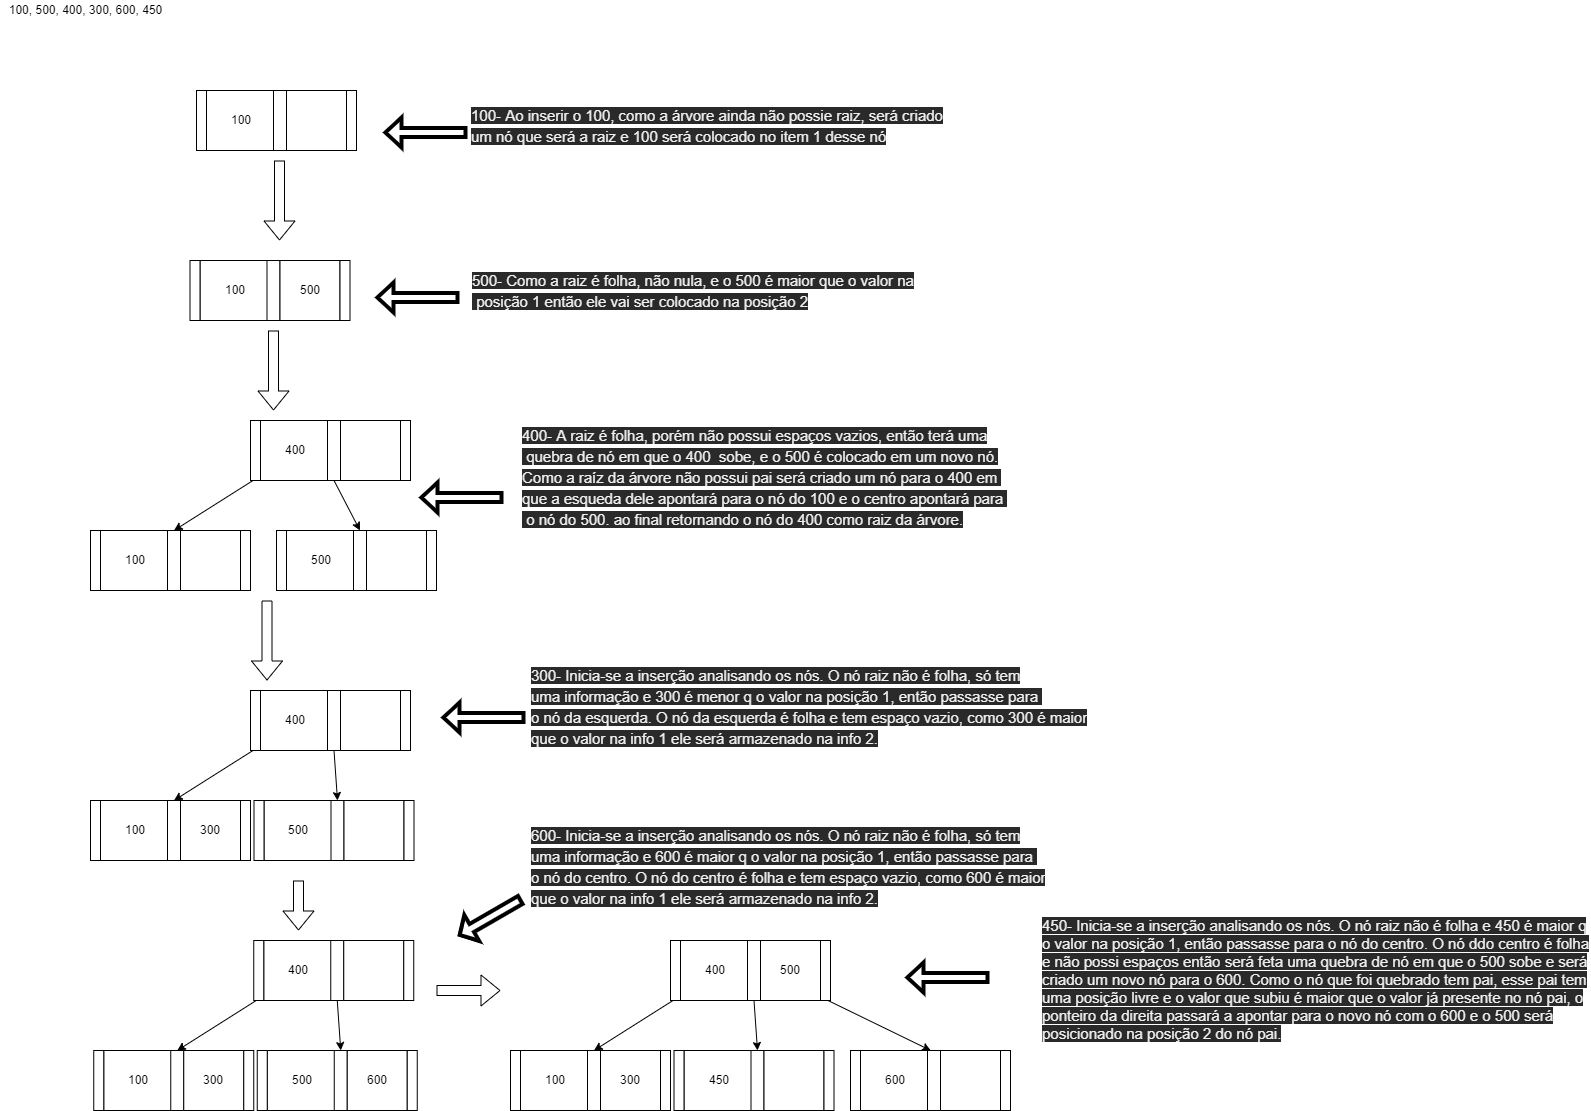 100, 500, 400, 300, 600, 450
100
100- Ao inserir o 100, como a árvore ainda não possie raiz, será criado
um nó que será a raiz e 100 será colocado no item 1 desse nó
100 500
500- Como a raiz é folha, não nula, e o 500 é maior que o valor na
posição 1 então ele vai ser colocado na posição 2
400
400- A raiz é folha, porém não possui espaços vazios, então terá uma
quebra de nó em que o 400  sobe, e o 500 é colocado em um novo nó.
Como a raíz da árvore não possui pai será criado um nó para o 400 em
que a esqueda dele apontará para o nó do 100 e o centro apontará para
o nó do 500. ao final retornando o nó do 400 como raiz da árvore.
100 500
300- Inicia-se a inserção analisando os nós. O nó raiz não é folha, só tem
uma informação e 300 é menor q o valor na posição 1, então passasse para
o nó da esquerda. O nó da esquerda é folha e tem espaço vazio, como 300 é maior
que o valor na info 1 ele será armazenado na info 2.
400
100 300 500
600- Inicia-se a inserção analisando os nós. O nó raiz não é folha, só tem
uma informação e 600 é maior q o valor na posição 1, então passasse para
o nó do centro. O nó do centro é folha e tem espaço vazio, como 600 é maior
que o valor na info 1 ele será armazenado na info 2.
400
100 300 500 600
400 500
100 300 450 600
450- Inicia-se a inserção analisando os nós. O nó raiz não é folha e 450 é maior q
o valor na posição 1, então passasse para o nó do centro. O nó ddo centro é folha
e não possi espaços então será feta uma quebra de nó em que o 500 sobe e será
criado um novo nó para o 600. Como o nó que foi quebrado tem pai, esse pai tem
uma posição livre e o valor que subiu é maior que o valor já presente no nó pai, o
ponteiro da direita passará a apontar para o novo nó com o 600 e o 500 será
posicionado na posição 2 do nó pai.